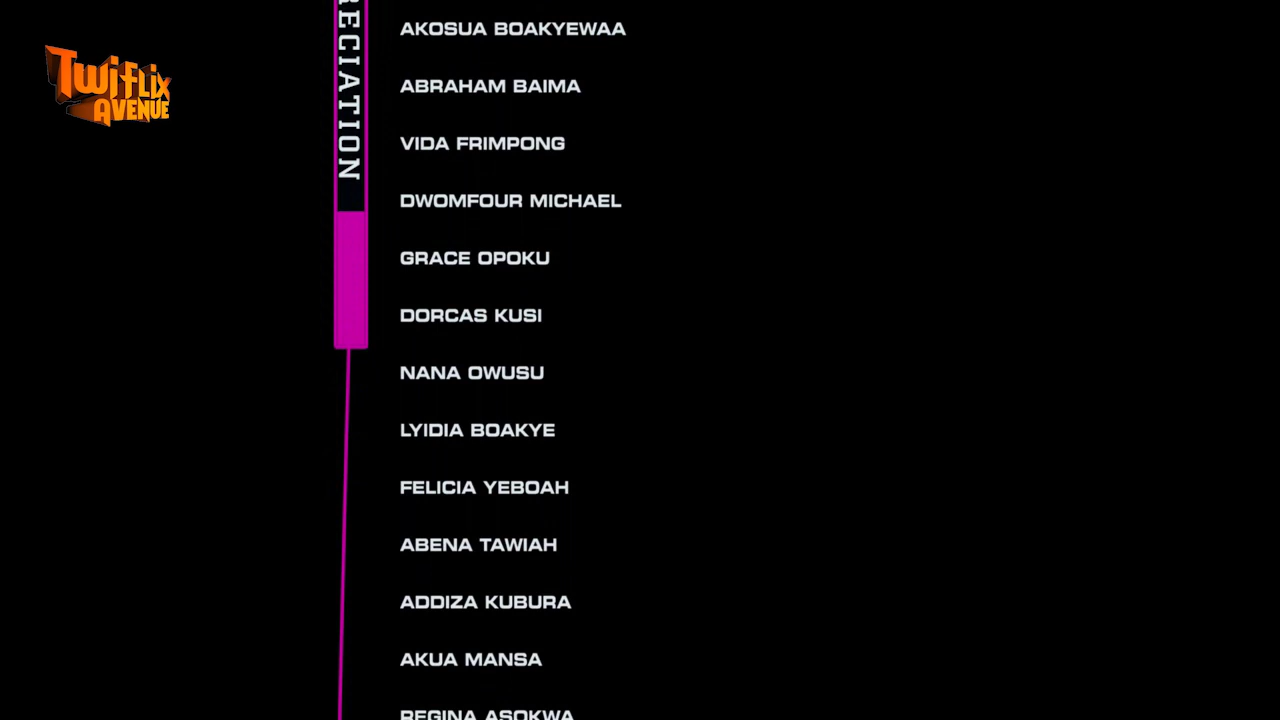 TWIFLIX
AVENUE
RECIATION
AKOSUA BOAKYEWAA
ABRAHAM BAIMA
VIDA FRIMPONG
DWOMFOUR MICHAEL
GRACE OPOKU
DORCAS KUSI
NANA OWUSU
LYIDIA BOAKYE
FELICIA YEBOAH
ABENA TAWIAH
ADDIZA KUBURA
AKUA MANSA
REGINA ASOKWA